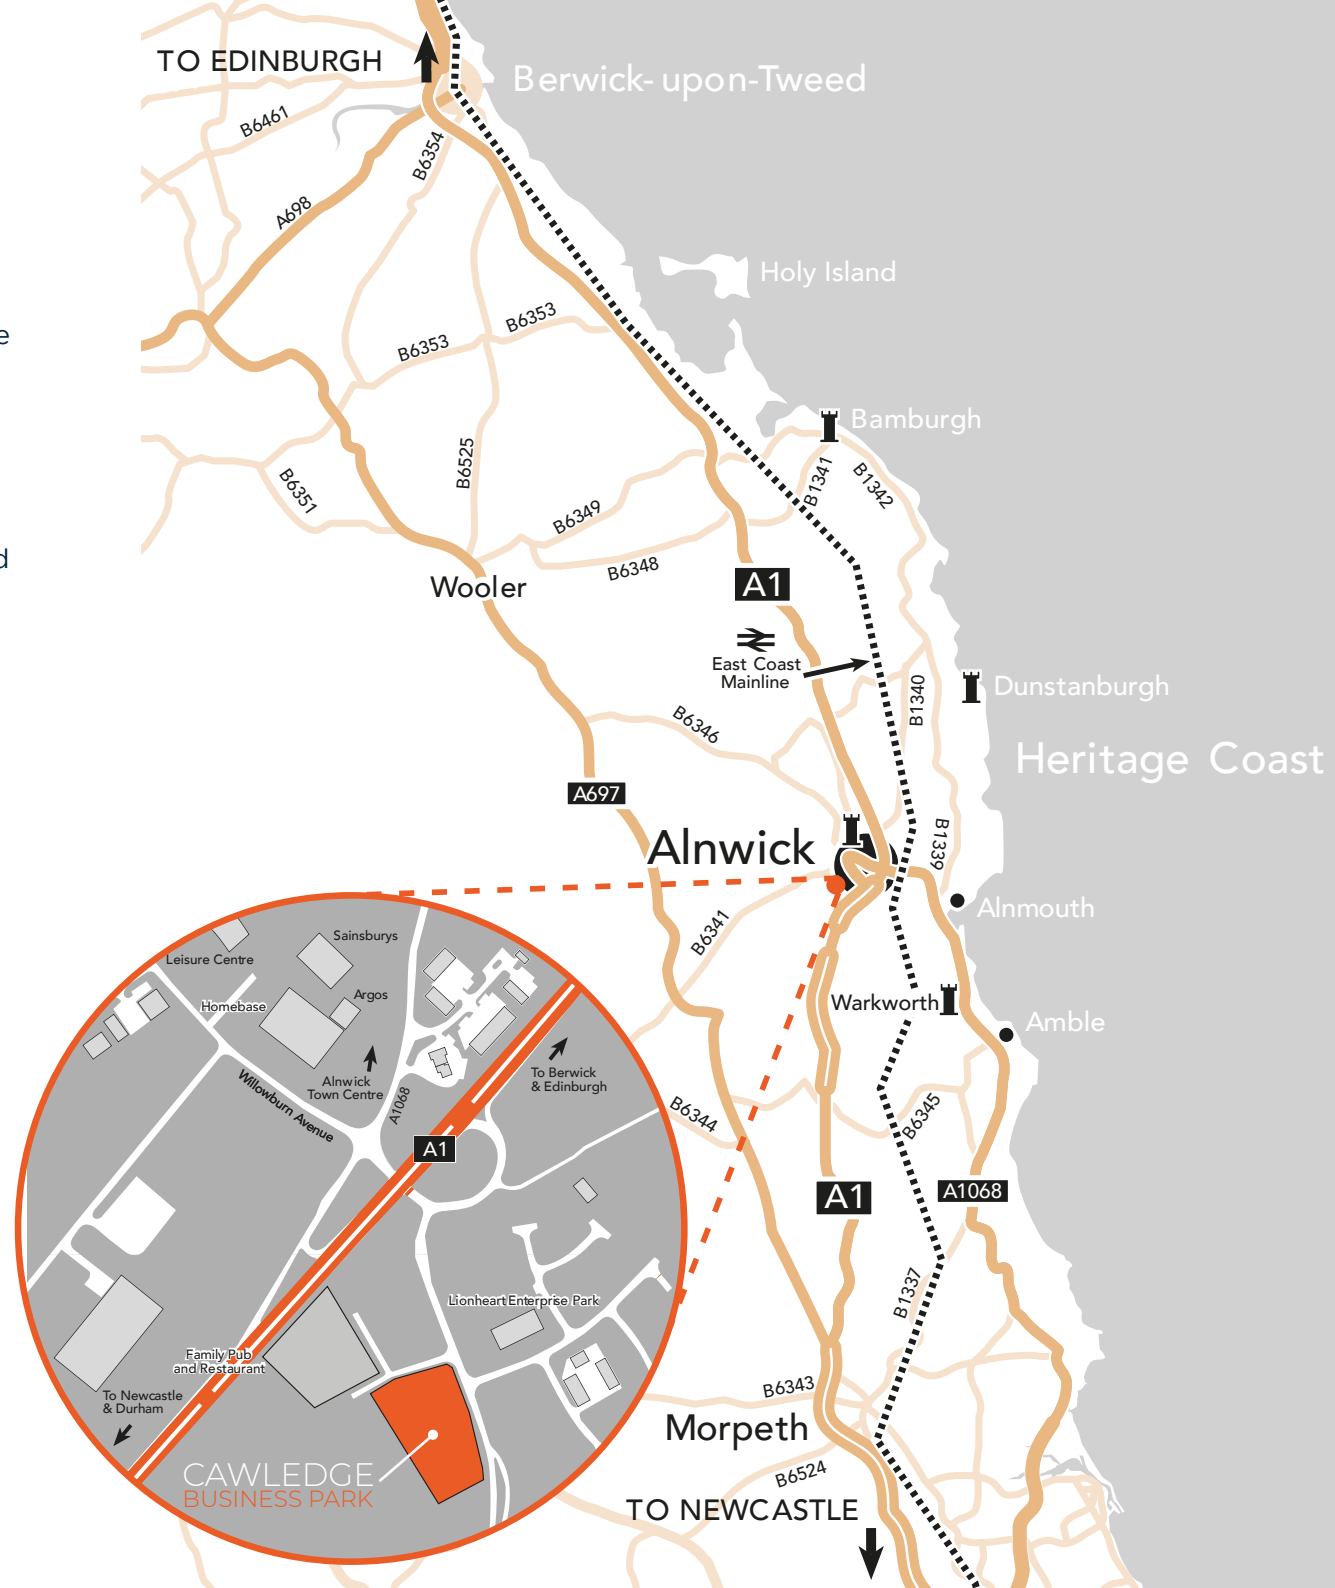 TO EDINBURGH
Berwick-upon-Tweed
B6461
B6354
A698
e
Holy Island
B6353
B6353
Bamburgh
B6525
B1341
B1342
B6351
B6349
d
B6348
A1
Wooler
East Coast
Mainline
Dunstanburgh
B1340
B6346
Heritage Coast
A697
Alnwick
B1339
Alnmouth
B6341
Warkworth
Amble
Sainsburys
Leisure Centre
Argos
Homebase
To Berwick
& Edinburgh
Alnwick
Town Centre
A1068
Willowburn Avenue
A1
B6344
B6345
A1
A1068
B1337
Lionheart Enterprise Park
Family Pub
and Restaurant
To Newcastle
& Durham
CAWLEDGE
BUSINESS PARK
B6343
Morpeth
B6524
TO NEWCASTLE